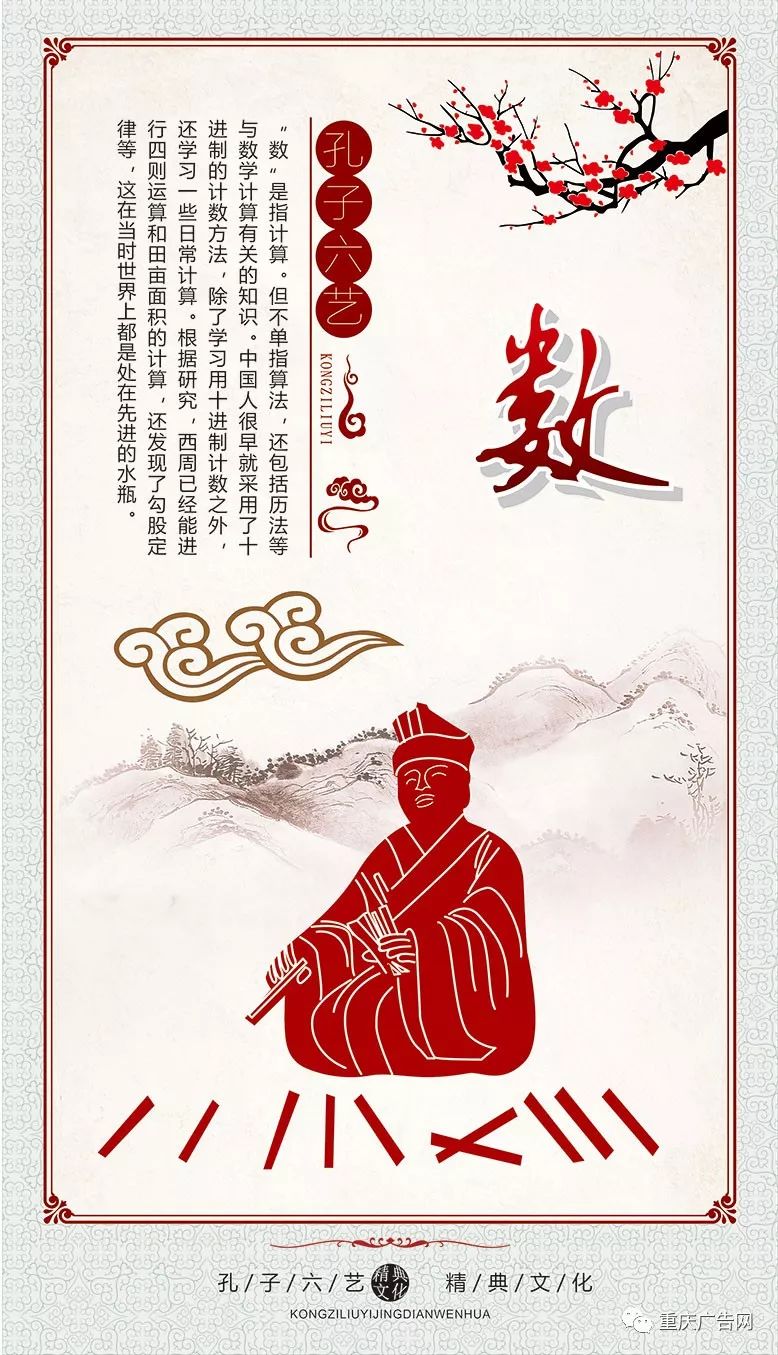 孔子六艺
KONGZILIUYI
“数“是指计算。但不单指算法，还包括历法等
与数学计算有关的知识。中国人很早就采用了十
进制的计数方法，除了学习用十进制计数之外，
还学习一些日常计算。根据研究，西周已经能进
行四则运算和田亩面积的计算，还发现了勾股定
律等，这在当时世界上都是处在先进的水瓶。
数
孔/子/六/艺 精典文化 精/典/文/化
KONGZILIUYIJINGDIANWENHUA
重庆广告网